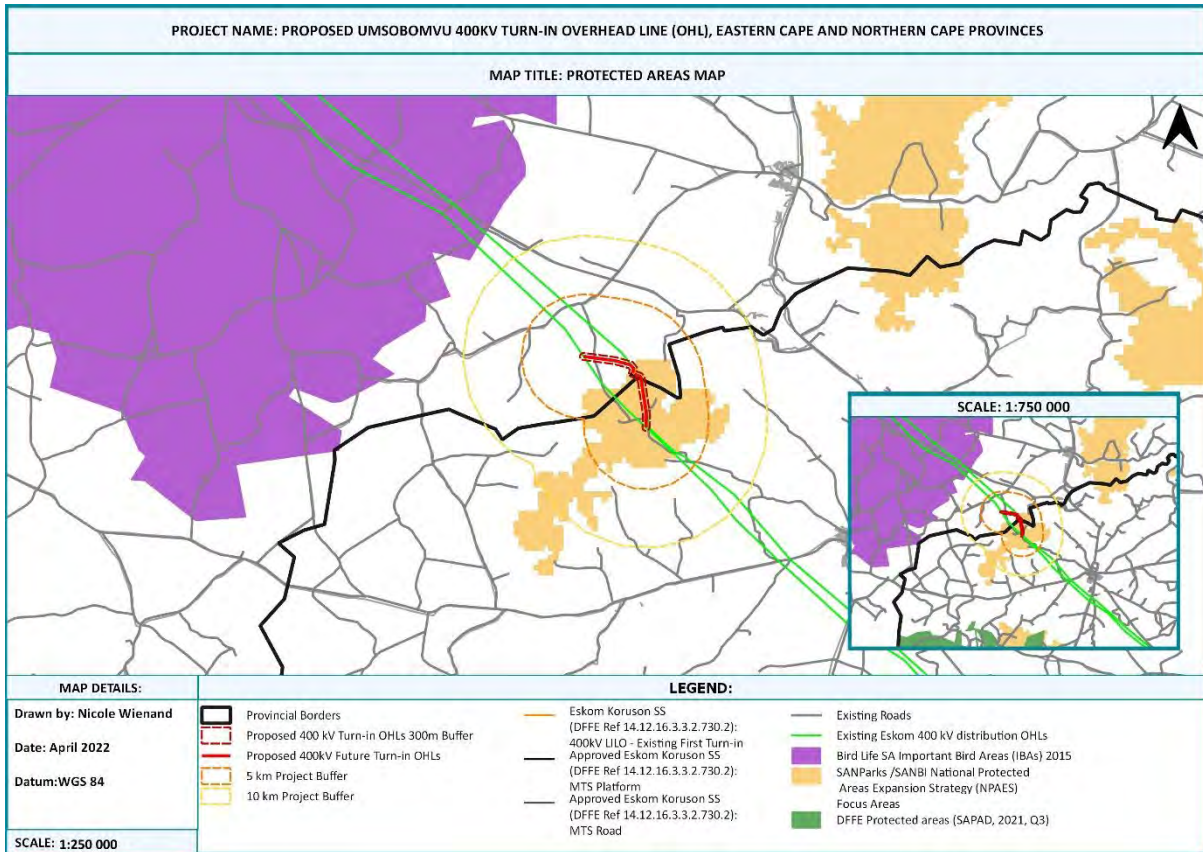 PROJECT NAME: PROPOSED UMSOBOMVU 400KV TURN-IN OVERHEAD LINE (OHL), EASTERN CAPE AND NORTHERN CAPE PROVINCES
MAP TITLE: PROTECTED AREAS MAP
SCALE: 1:750 000
MAP DETAILS:
Drawn by: Nicole Wienand
Date: April 2022
Datum:WGS 84
SCALE: 1:250 000
LEGEND:
Provincial Borders
Proposed 400 kV Turn-in OHLs 300m Buffer
Proposed 400kV Future Turn-in OHLs
5 km Project Buffer
10 km Project Buffer
Eskom Koruson SS
(DFFE Ref 14.12.16.3.3.2.730.2):
400kV LILO - Existing First Turn-in
Approved Eskom Koruson SS
(DFFE Ref 14.12.16.3.3.2.730.2):
MTS Platform
Approved Eskom Koruson SS
(DFFE Ref 14.12.16.3.3.2.730.2):
MTS Road
Existing Roads
Existing Eskom 400 kV distribution OHLs
Bird Life SA Important Bird Areas (IBAs) 2015
SANParks /SANBI National Protected
Areas Expansion Strategy (NPAES)
Focus Areas
DFFE Protected areas (SAPAD, 2021, Q3)